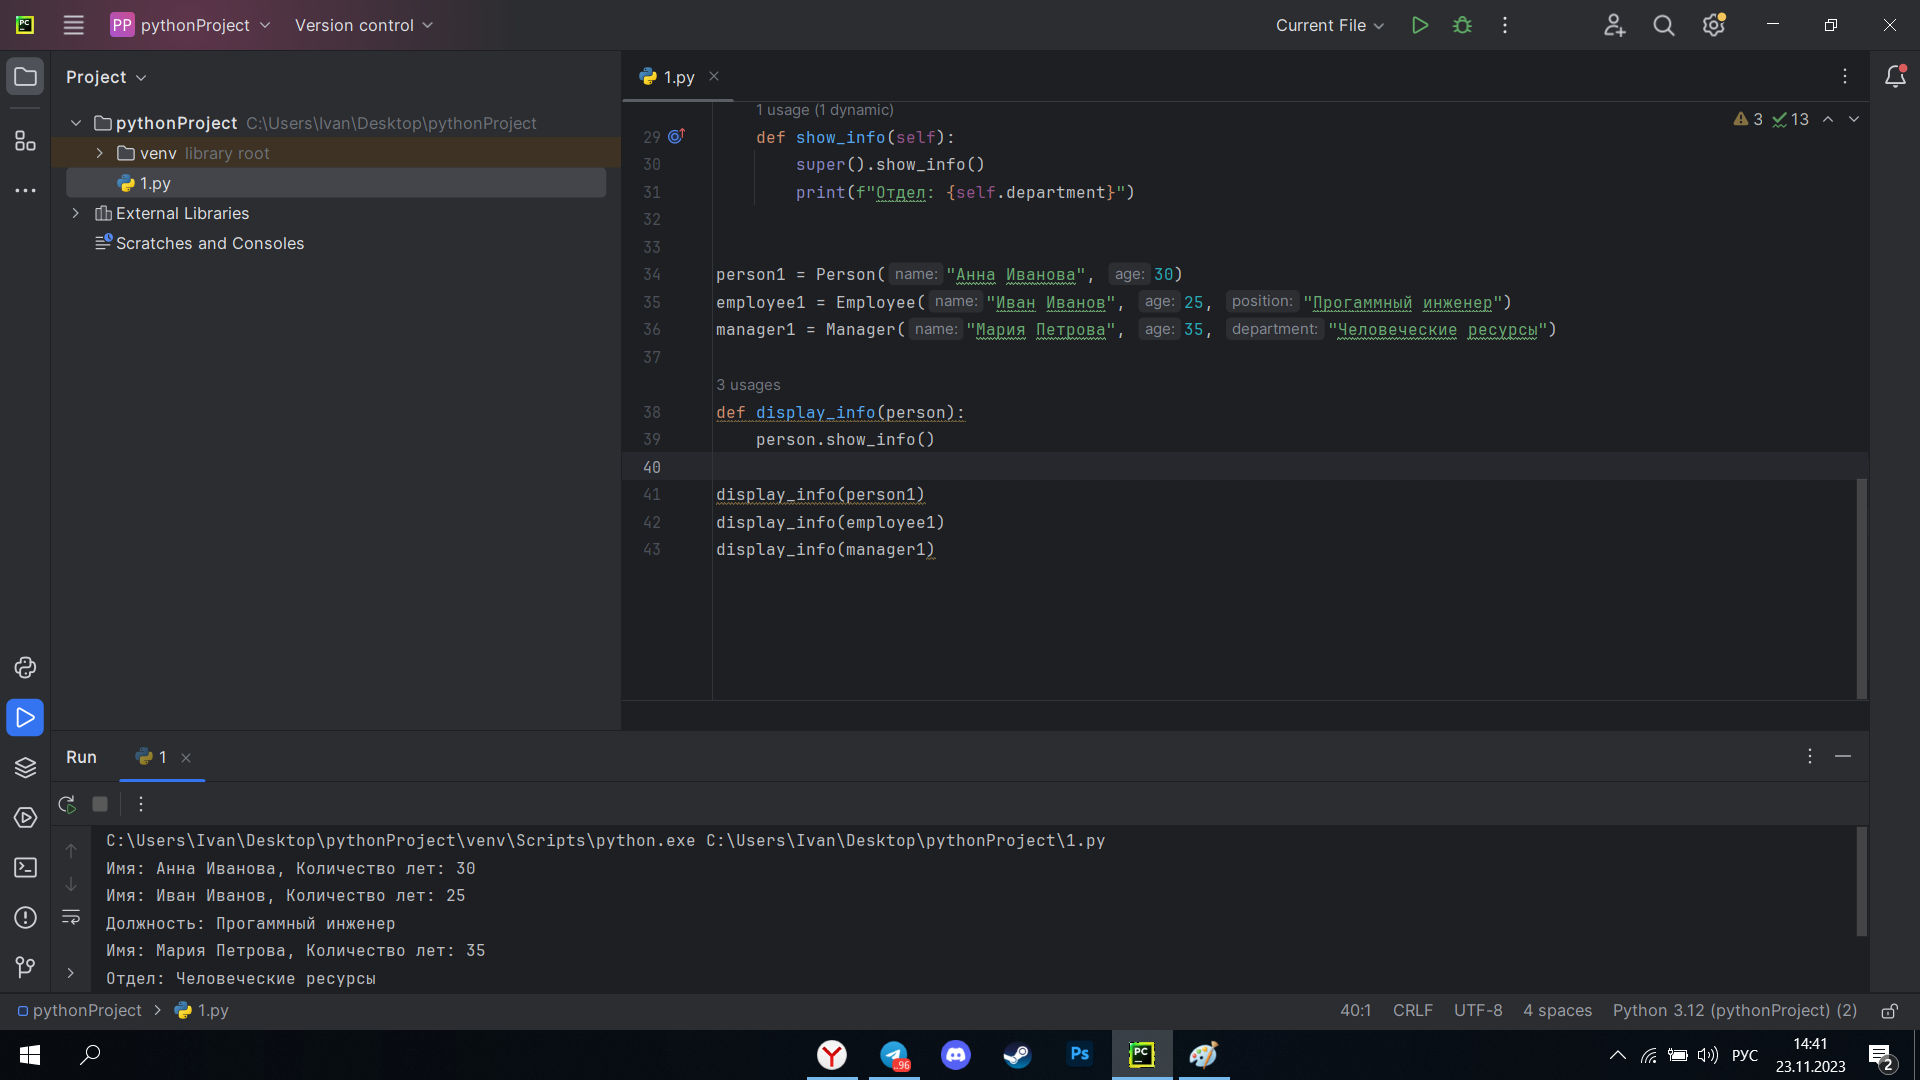 PC
PP pythonProject Version control Current File
Project
1.py
pythonProject C:\Users\Ivan\Desktop\pythonProject
venv library root
1.py
External Libraries
Scratches and Consoles
1 usage (1 dynamic)
3 13
29 def show_info(self):
30 super().show_info()
31 print(f"Отдел: {self.department}")
32
33
34 person1 = Person( name: "Анна Иванова", age: 30)
35 employee1 = Employee( name: "Иван Иванов", age: 25, position: "Прогаммный инженер")
36 manager1 = Manager( name: "Мария Петрова", age: 35, department: "Человеческие ресурсы")
37
3 usages
38 def display_info(person):
39 person.show_info()
40
41 display_info(person1)
42 display_info(employee1)
43 display_info(manager1)
Run 1
C:\Users\Ivan\Desktop\pythonProject\venv\Scripts\python.exe C:\Users\Ivan\Desktop\pythonProject\1.py
Имя: Анна Иванова, Количество лет: 30
Имя: Иван Иванов, Количество лет: 25
Должность: Прогаммный инженер
Имя: Мария Петрова, Количество лет: 35
Отдел: Человеческие ресурсы
pythonProject > 1.py 40:1 CRLF UTF-8 4 spaces Python 3.12 (pythonProject) (2)
Y ..96 Ps PC РУС 14:41
23.11.2023 2